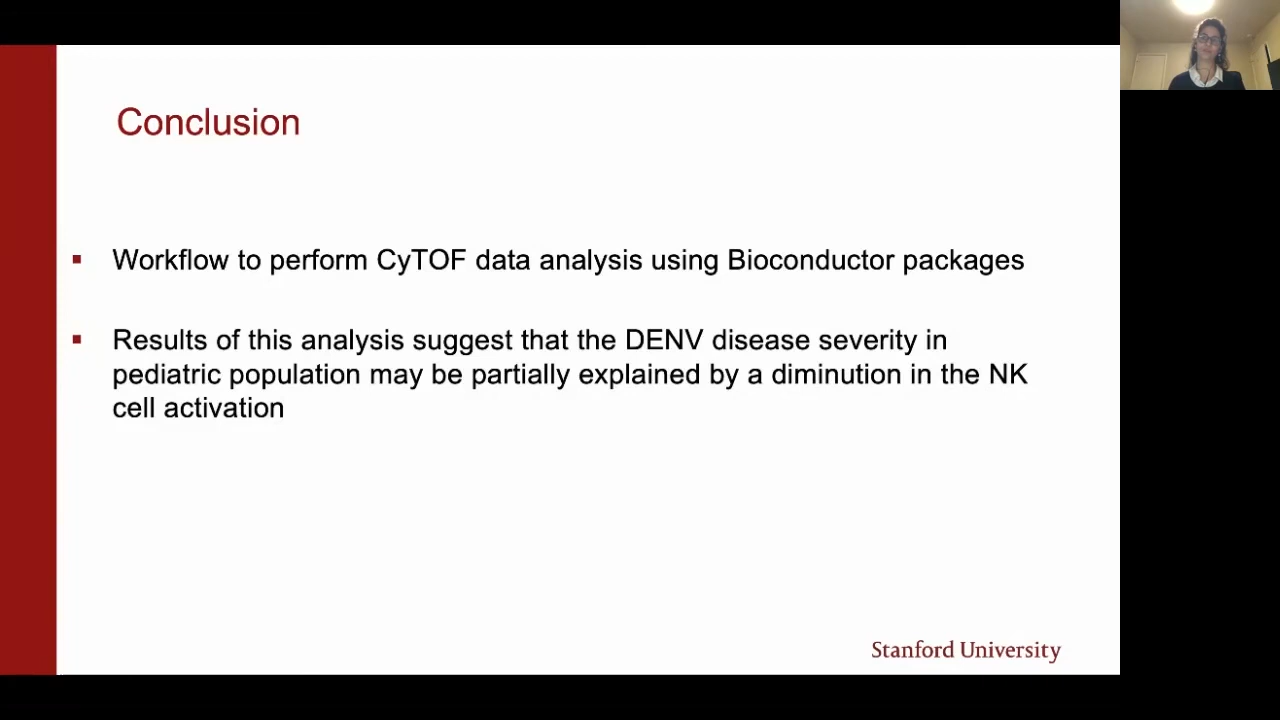 Conclusion
▪ Workflow to perform CyTOF data analysis using Bioconductor packages
▪ Results of this analysis suggest that the DENV disease severity in
pediatric population may be partially explained by a diminution in the NK
cell activation
Stanford University